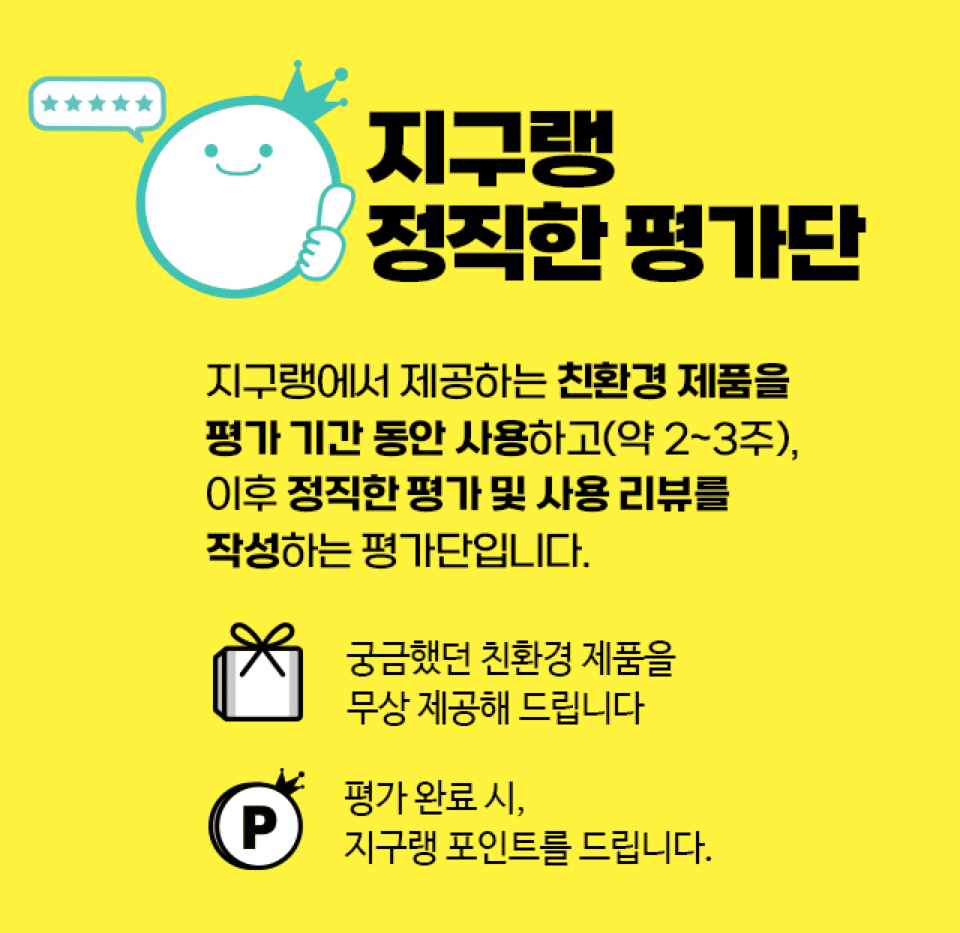 지구랭
정직한 평가단
지구랭에서 제공하는 친환경 제품을
평가 기간 동안 사용하고(약 2~3주),
이후 정직한 평가 및 사용 리뷰를
작성하는 평가단입니다.
궁금했던 친환경 제품을
무상 제공해 드립니다
P
평가 완료 시,
지구랭 포인트를 드립니다.